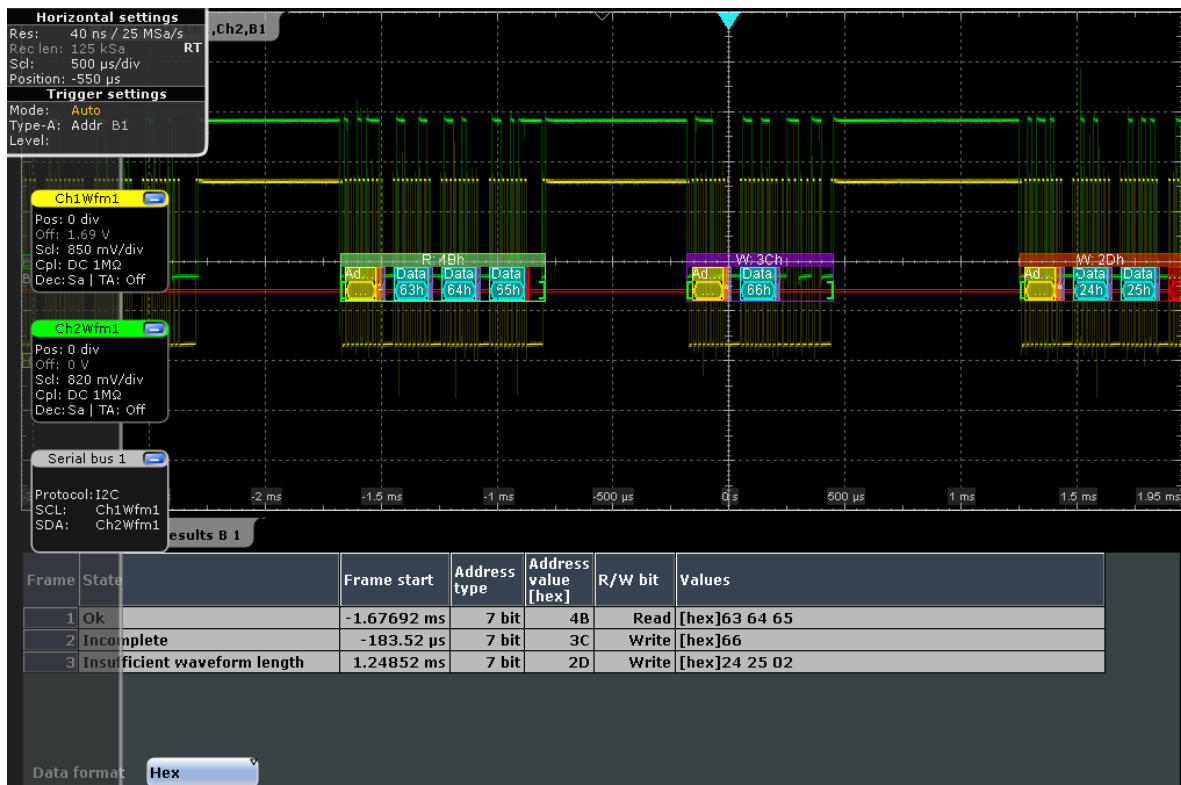 Horizontal settings
Res: 40 ns / 25 MSa/s
Rec len: 125 kSa RT
Scl: 500 µs/div
Position: -550 µs
Trigger settings
Mode: Auto
Type-A: Addr B1
Level:
,Ch2,B1
Ch1Wfm1
Pos: 0 div
Off: 1.69 V
Scl: 850 mV/div
Cpl: DC 1MΩ
Dec: Sa | TA: Off
Ch2Wfm1
Pos: 0 div
Off: 0 V
Scl: 820 mV/div
Cpl: DC 1MΩ
Dec: Sa | TA: Off
Serial bus 1
Protocol: I2C
SCL: Ch1Wfm1
SDA: Ch2Wfm1
R: 4Bh
Ad... Data Data Data
... 63h 64h 65h
W: 3Ch
Ad... Data
... 66h
W: 2Dh
Ad... Data Data
... 24h 25h
-2 ms -1.5 ms -1 ms -500 µs 0 s 500 µs 1 ms 1.5 ms 1.95 ms
esults B 1
Frame State Frame start Address type Address value [hex] R/W bit Values
1 Ok -1.67692 ms 7 bit 4B Read [hex]63 64 65
2 Incomplete -183.52 µs 7 bit 3C Write [hex]66
3 Insufficient waveform length 1.24852 ms 7 bit 2D Write [hex]24 25 02
Data format Hex